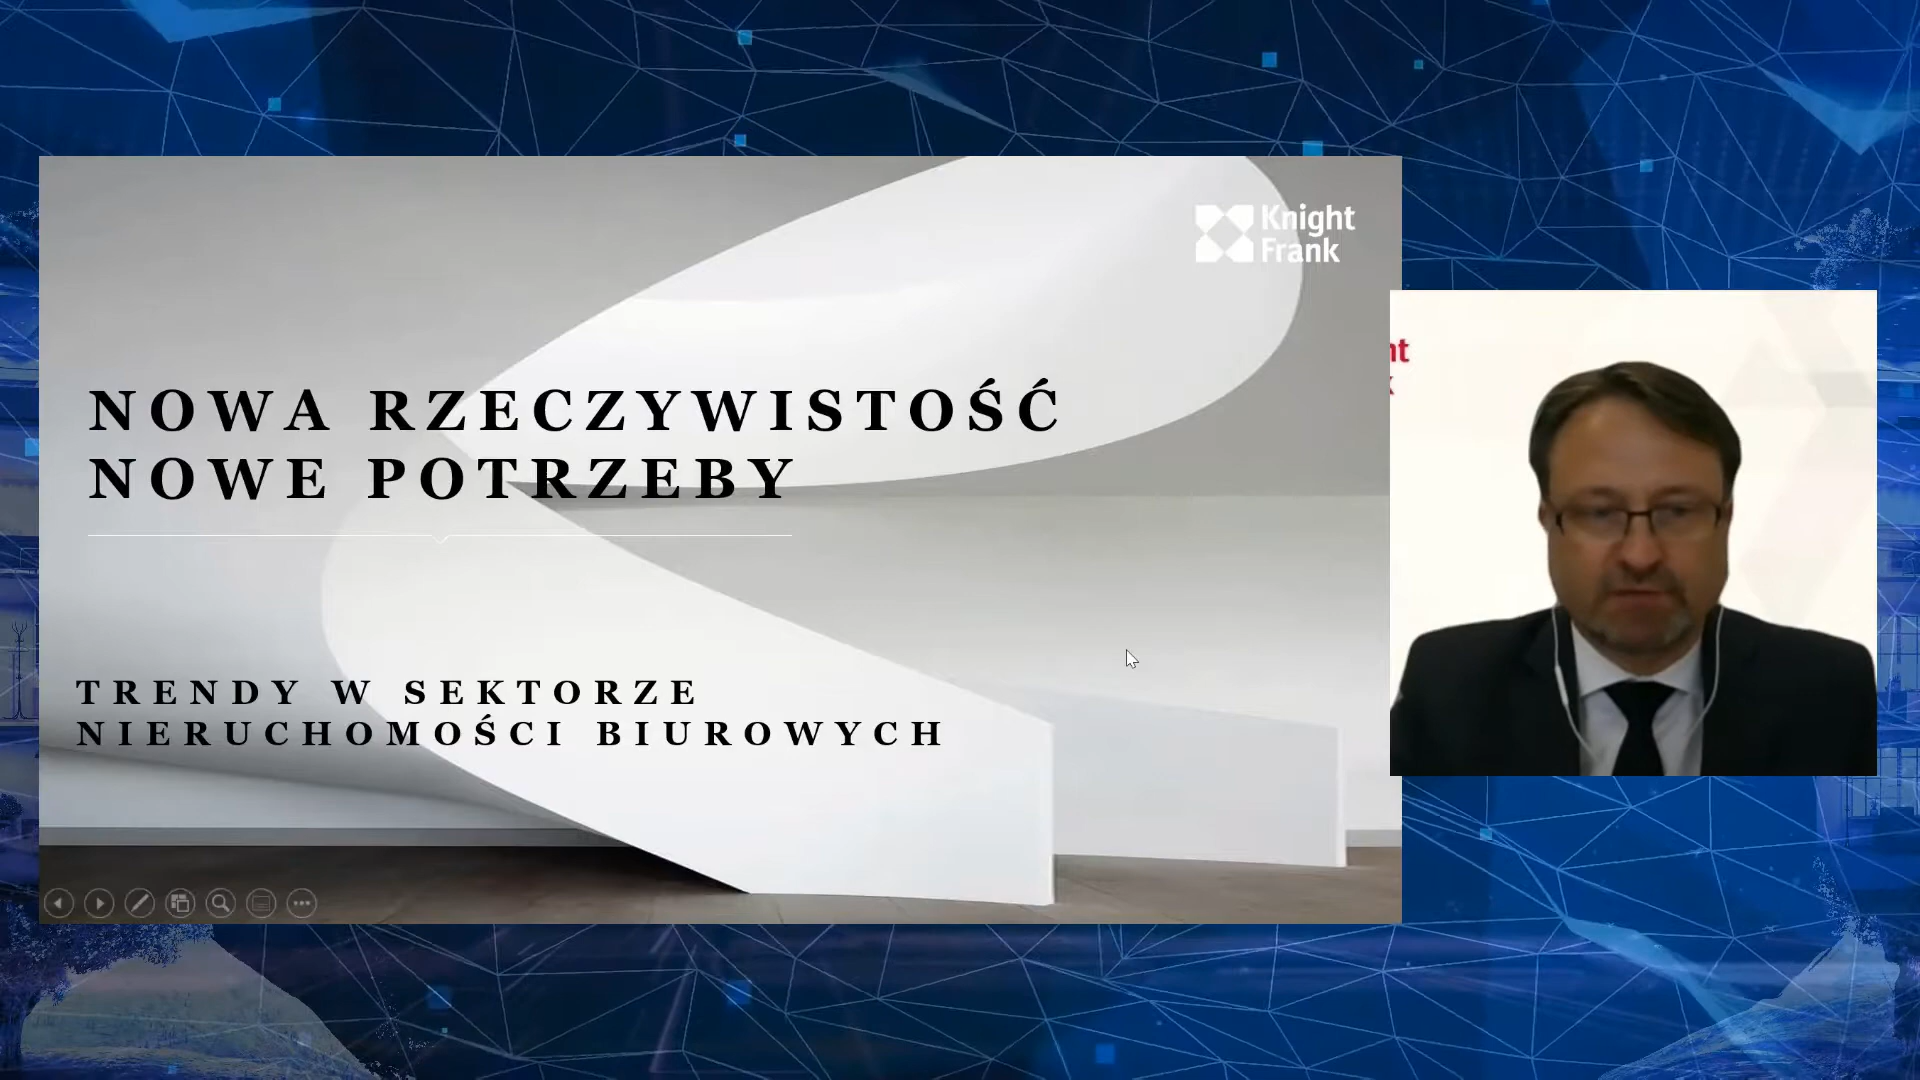 Knight
Frank
NOWA RZECZYWISTOŚĆ
NOWE POTRZEBY
TRENDY W SEKTORZE
NIERUCHOMOŚCI BIUROWYCH